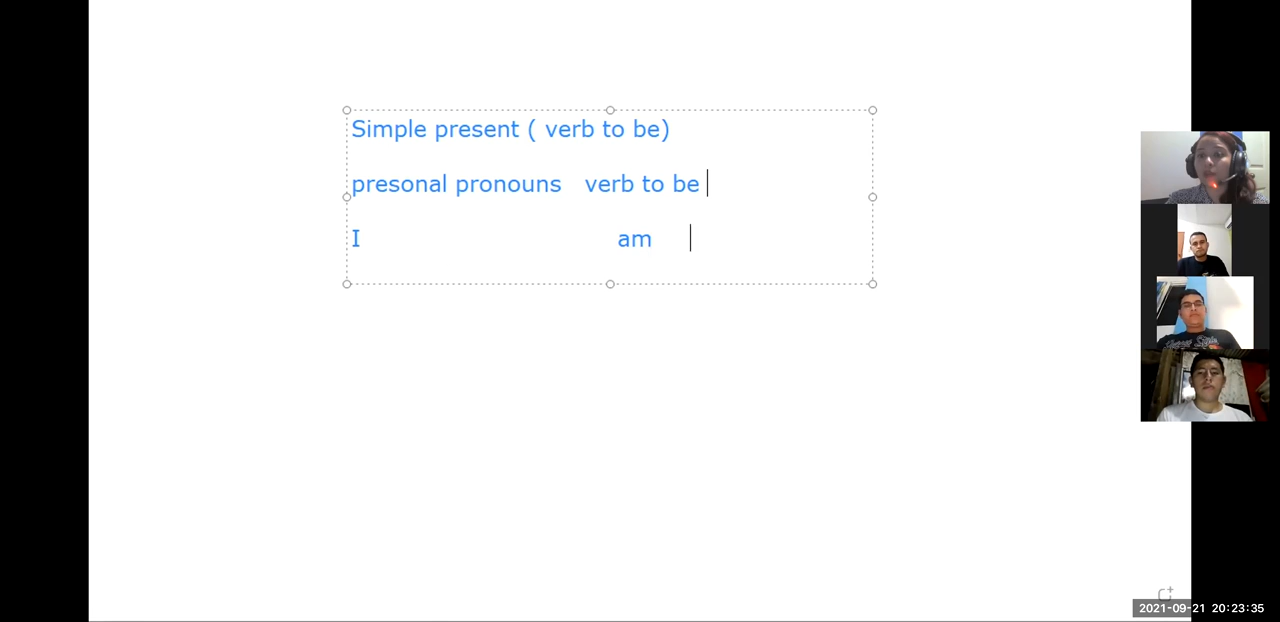 Simple present ( verb to be)
presonal pronouns verb to be
I am
2021-09-21 20:23:35